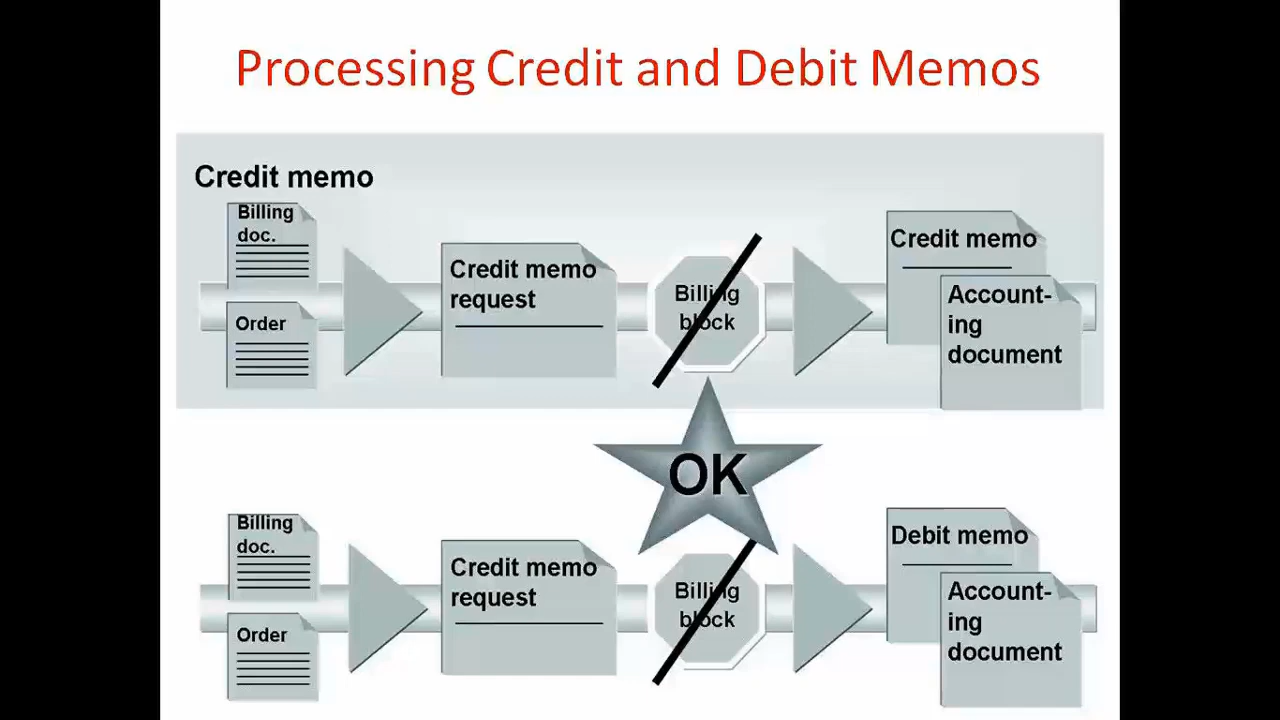 Processing Credit and Debit Memos
Credit memo
Billing
doc.
Order
Credit memo
request
Billing
block
Credit memo
Account-
ing
document
OK
Billing
doc.
Order
Credit memo
request
Billing
block
Debit memo
Account-
ing
document